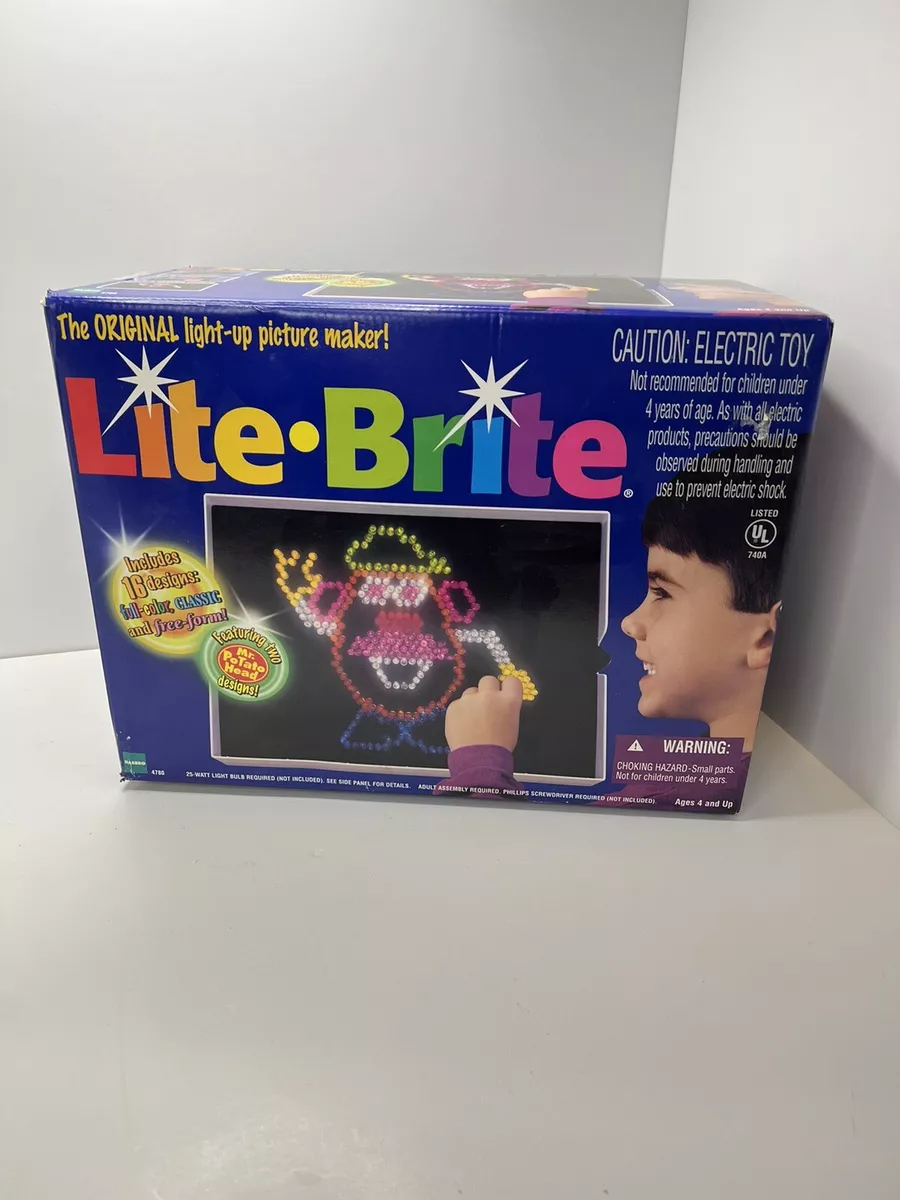 The ORIGINAL light-up picture maker!
Lite•Brite®
CAUTION: ELECTRIC TOY
Not recommended for children under
4 years of age. As with all electric
products, precautions should be
observed during handling and
use to prevent electric shock.
LISTED
UL
740A
Includes
16 designs:
full-color, CLASSIC
and free-form!
Featuring two
Mr.
Potato
Head
designs!
WARNING:
CHOKING HAZARD-Small parts.
Not for children under 4 years.
HASBRO
4780
25-WATT LIGHT BULB REQUIRED (NOT INCLUDED). SEE SIDE PANEL FOR DETAILS. ADULT ASSEMBLY REQUIRED. PHILLIPS SCREWDRIVER REQUIRED (NOT INCLUDED).
Ages 4 and Up